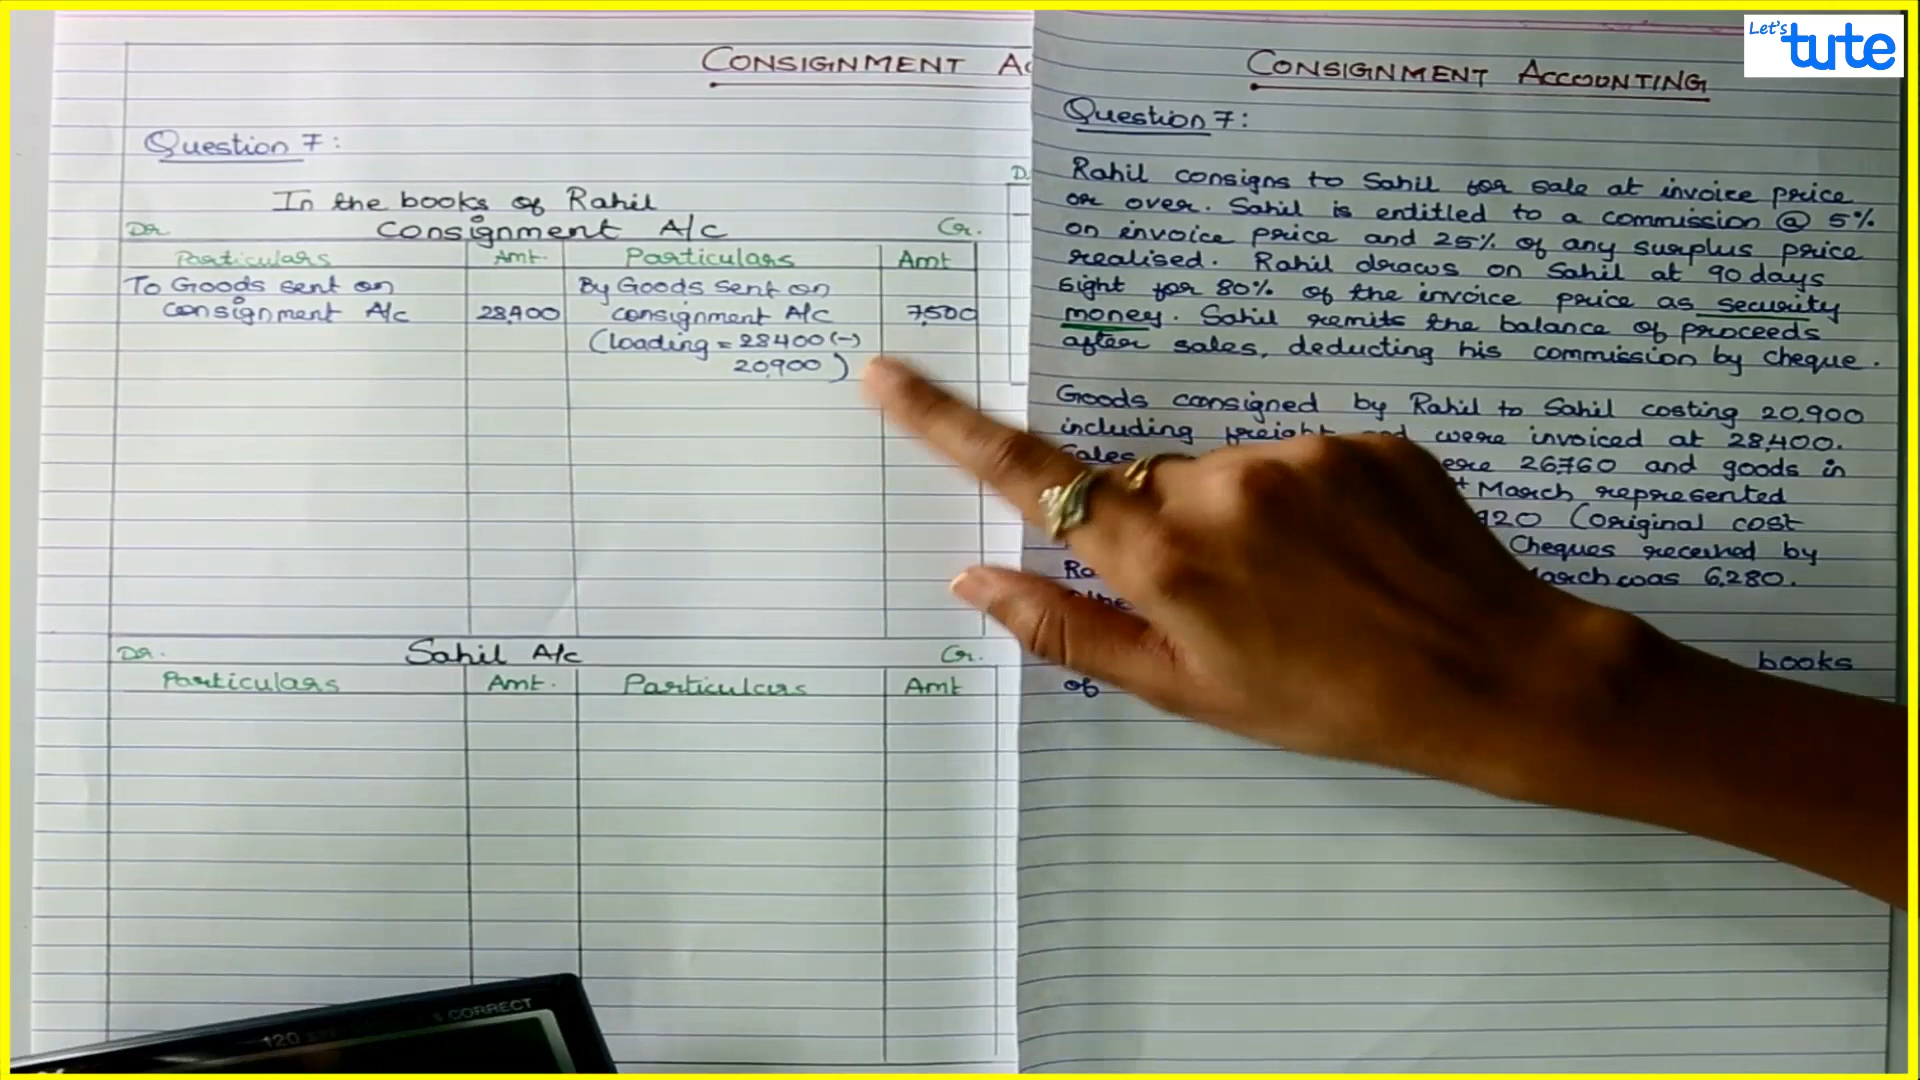 Let's
tute
CONSIGNMENT
Question 7:
In the books of Rahil
Dr. Consignment A/c Cr.
Particulars Amt. Particulars Amt
To Goods sent on By Goods sent on
consignment A/c 28,400 consignment A/c 7,500
(loading = 28400 (-)
20,900)
Dr. Sahil A/c Cr.
Particulars Amt. Particulars Amt
120 & CORRECT
CONSIGNMENT ACCOUNTING
Question 7:
Rahil consigns to Sahil for sale at invoice price
or over. Sahil is entitled to a commission @ 5%
on invoice price and 25% of any surplus price
realised. Rahil draws on Sahil at 90 days
sight for 80% of the invoice price as security
money. Sahil remits the balance of proceeds
after sales, deducting his commission by cheque.
Goods consigned by Rahil to Sahil costing 20,900
including freight and were invoiced at 28,400.
Sales 26,760 and goods in
March represented
920 (original cost
Cheques received by
March was 6,280.
books
of